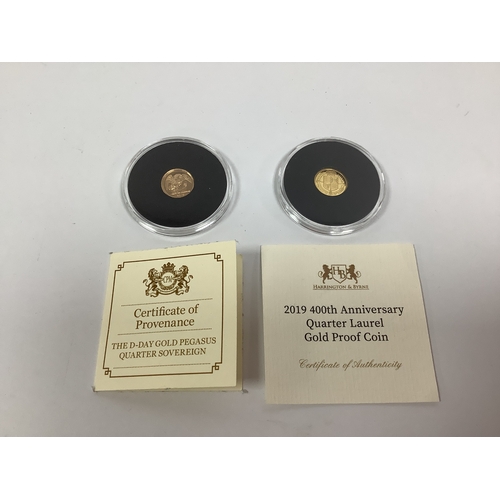 Certificate of
Provenance
THE D-DAY GOLD PEGASUS
QUARTER SOVEREIGN
HB
HARRINGTON & BYRNE
2019 400th Anniversary
Quarter Laurel
Gold Proof Coin
Certificate of Authenticity